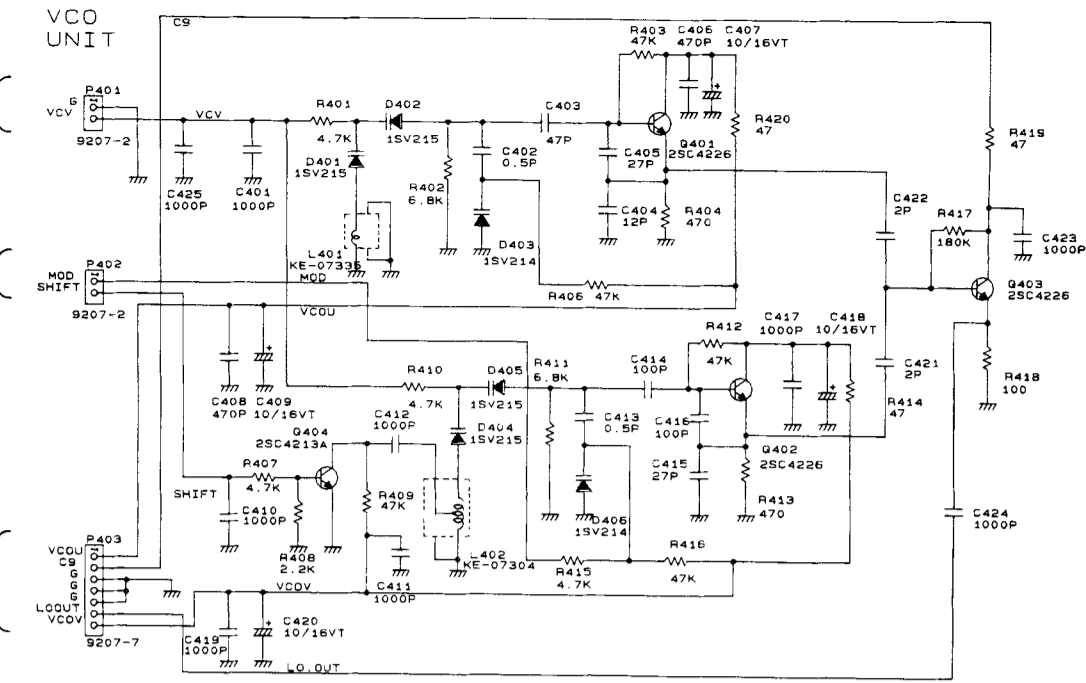 VCO
UNIT
C9
P401
G
VCV
9207-2
VCV
C425
1000P
C401
1000P
R401
4.7K
D402
1SV215
D401
1SV215
L401
KE-07335
R402
6.8K
C402
0.5P
D403
1SV214
C403
47P
R403
47K
C406
470P
C407
10/16VT
Q401
2SC4226
C405
27P
C404
12P
R404
470
R420
47
R406
47K
R419
47
C422
2P
R417
180K
C423
1000P
Q403
2SC4226
C421
2P
R418
100
P402
MOD
SHIFT
9207-2
MOD
VCOU
C408
470P
C409
10/16VT
R410
4.7K
D405
1SV215
D404
1SV215
R411
6.8K
C414
100P
R412
47K
C417
1000P
C418
10/16VT
R414
47
C413
0.5P
C416
100P
C415
27P
Q402
2SC4226
R413
470
D406
1SV214
C412
1000P
Q404
2SC4213A
R407
4.7K
SHIFT
C410
1000P
R408
2.2K
R409
47K
C411
1000P
L402
KE-07304
R415
4.7K
R416
47K
C424
1000P
P403
VCOU
C9
G
G
G
LOOUT
VCOV
9207-7
VCOV
C419
1000P
C420
10/16VT
LO.OUT